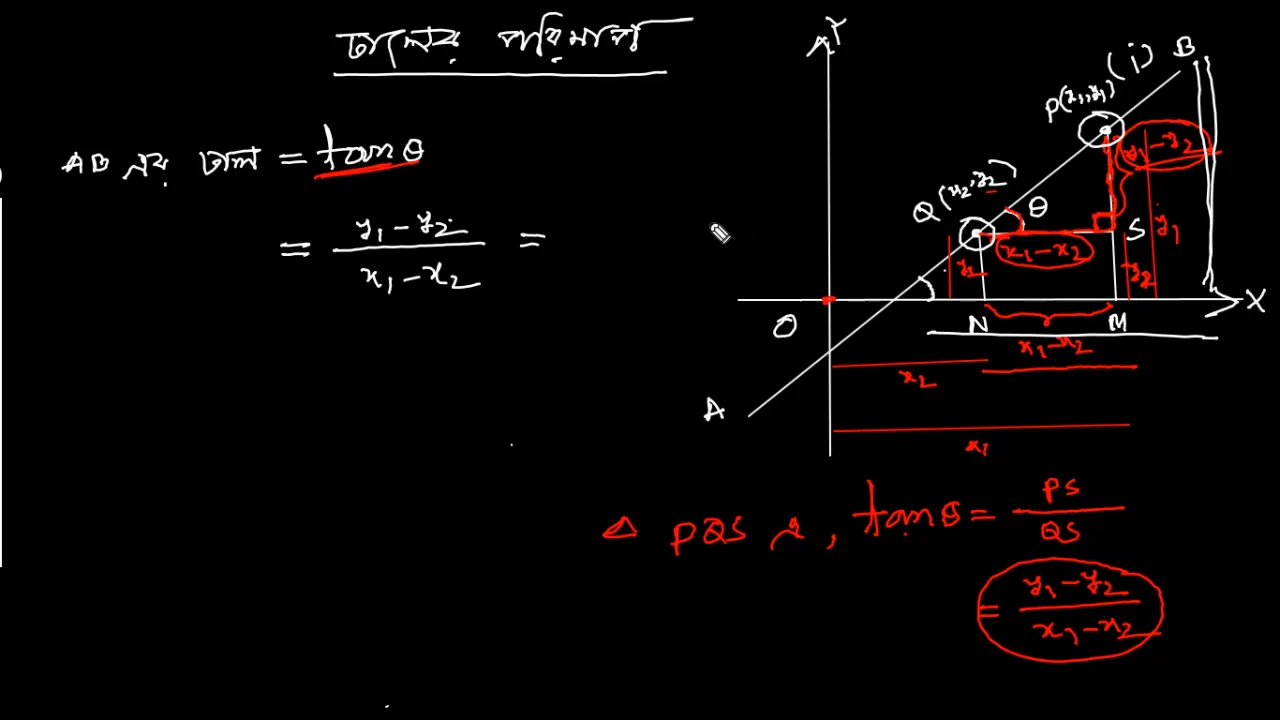 ঢালের পরিমাপ
AB এর ঢাল = tanθ
= y₁ - y₂ / x₁ - x₂ =
Y
X
O
A
B
P(x₁,y₁) (i)
Q(x₂,y₂)
θ
y₁ - y₂
S
x₁ - x₂
y₂
y₂
y₁
N
M
x₁ - x₂
x₂
x₁
△ PQS এ, tanθ = PS / QS
= y₁ - y₂ / x₁ - x₂